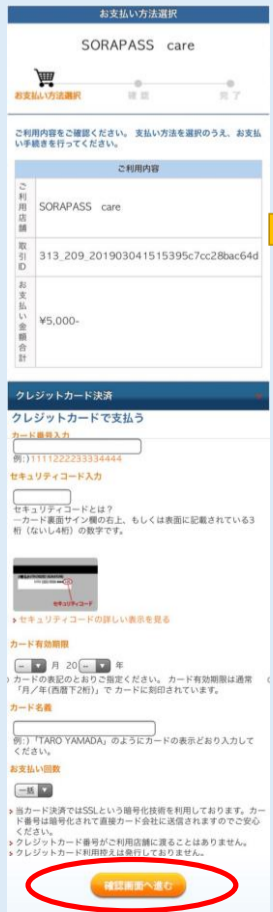 お支払い方法選択
SORAPASS care
お支払い方法選択 確認 完了
ご利用内容をご確認ください。 支払い方法を選択のうえ、お支払
い手続きを行ってください。
ご利用内容
ご利用店舗 SORAPASS care
取引ID 313_209_201903041515395c7cc28bac64d
お支払い金額合計 ¥5,000-
クレジットカード決済
クレジットカードで支払う
カード番号入力
例:)1111222233334444
セキュリティコード入力
セキュリティコードとは？
―カード裏面サイン欄の右上、もしくは表面に記載されている3
桁（ないし4桁）の数字です。
セキュリティコード
セキュリティコードの詳しい表示を見る
カード有効期限
-- 月 20 -- 年
カードの表記のとおりご指定ください。 カード有効期限は通常
「月／年(西暦下2桁)」で カードに刻印されています。
カード名義
例:)「TARO YAMADA」のようにカードの表示どおり入力して
ください。
お支払い回数
一括
当カード決済ではSSLという暗号化技術を利用しております。カー
ド番号は暗号化されて直接カード会社に送信されますのでご安心
ください。
クレジットカード番号がご利用店舗に渡ることはありません。
クレジットカード利用控えは発行しておりません。
確認画面へ進む